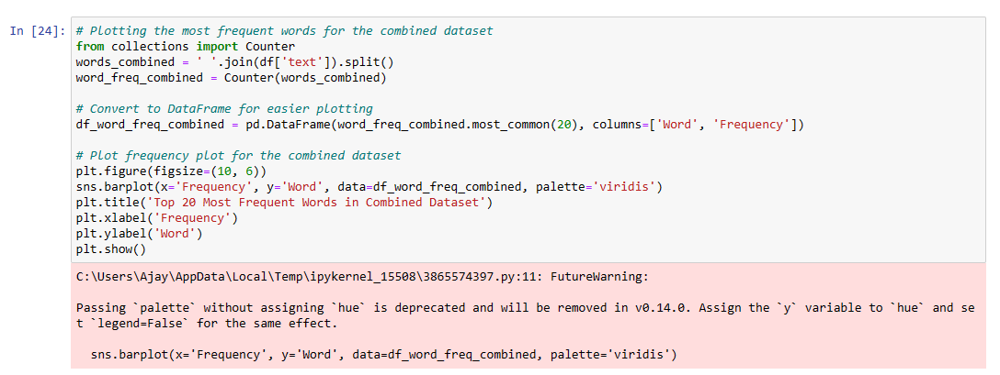 In [24]: # Plotting the most frequent words for the combined dataset
from collections import Counter
words_combined = ' '.join(df['text']).split()
word_freq_combined = Counter(words_combined)

# Convert to DataFrame for easier plotting
df_word_freq_combined = pd.DataFrame(word_freq_combined.most_common(20), columns=['Word', 'Frequency'])

# Plot frequency plot for the combined dataset
plt.figure(figsize=(10, 6))
sns.barplot(x='Frequency', y='Word', data=df_word_freq_combined, palette='viridis')
plt.title('Top 20 Most Frequent Words in Combined Dataset')
plt.xlabel('Frequency')
plt.ylabel('Word')
plt.show()
C:\Users\Ajay\AppData\Local\Temp\ipykernel_15508\3865574397.py:11: FutureWarning:

Passing `palette` without assigning `hue` is deprecated and will be removed in v0.14.0. Assign the `y` variable to `hue` and se
t `legend=False` for the same effect.

  sns.barplot(x='Frequency', y='Word', data=df_word_freq_combined, palette='viridis')